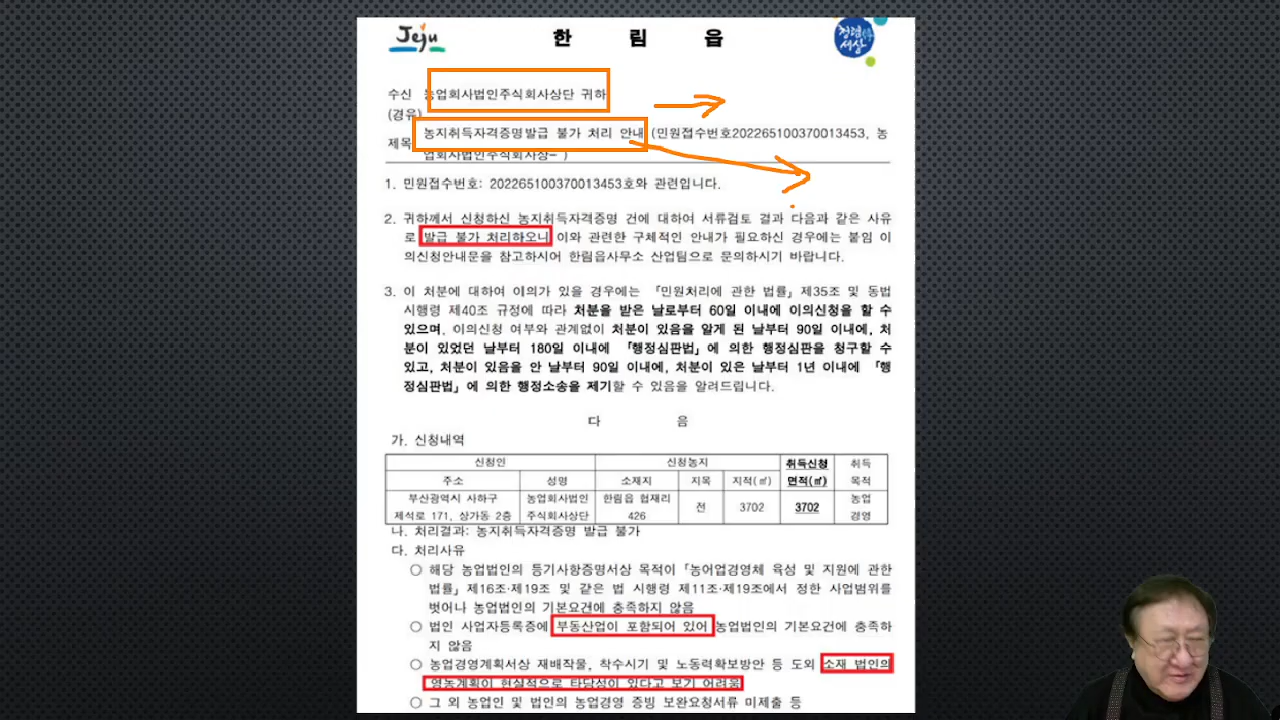 Jeju
한 림 읍
청렴
세상
수신 농업회사법인주식회사상단 귀하
(경유)
제목 농지취득자격증명발급 불가 처리 안내 (민원접수번호202265100370013453, 농
업회사법인주식회사상- )
1. 민원접수번호: 202265100370013453호와 관련입니다.
2. 귀하께서 신청하신 농지취득자격증명 건에 대하여 서류검토 결과 다음과 같은 사유
로 발급 불가 처리하오니 이와 관련한 구체적인 안내가 필요하신 경우에는 붙임 이
의신청안내문을 참고하시어 한림읍사무소 산업팀으로 문의하시기 바랍니다.
3. 이 처분에 대하여 이의가 있을 경우에는 「민원처리에 관한 법률」 제35조 및 동법
시행령 제40조 규정에 따라 처분을 받은 날로부터 60일 이내에 이의신청을 할 수
있으며, 이의신청 여부와 관계없이 처분이 있음을 알게 된 날부터 90일 이내에, 처
분이 있었던 날부터 180일 이내에 「행정심판법」에 의한 행정심판을 청구할 수
있고, 처분이 있음을 안 날부터 90일 이내에, 처분이 있은 날부터 1년 이내에 「행
정심판법」에 의한 행정소송을 제기할 수 있음을 알려드립니다.
다 음
가. 신청내역
신청인 신청농지 취득신청 취득
주소 성명 소재지 지목 지적(㎡) 면적(㎡) 목적
부산광역시 사하구 농업회사법인 한림읍 협재리 전 3702 3702 농업
제석로 171, 상가동 2층 주식회사상단 426 경영
나. 처리결과: 농지취득자격증명 발급 불가
다. 처리사유
○ 해당 농업법인의 등기사항증명서상 목적이 「농어업경영체 육성 및 지원에 관한
법률」 제16조·제19조 및 같은 법 시행령 제11조·제19조에서 정한 사업범위를
벗어나 농업법인의 기본요건에 충족하지 않음
○ 법인 사업자등록증에 부동산업이 포함되어 있어 농업법인의 기본요건에 충족하
지 않음
○ 농업경영계획서상 재배작물, 착수시기 및 노동력확보방안 등 도외 소재 법인의
영농계획이 현실적으로 타당성이 있다고 보기 어려움
○ 그 외 농업인 및 법인의 농업경영 증빙 보완요청서류 미제출 등